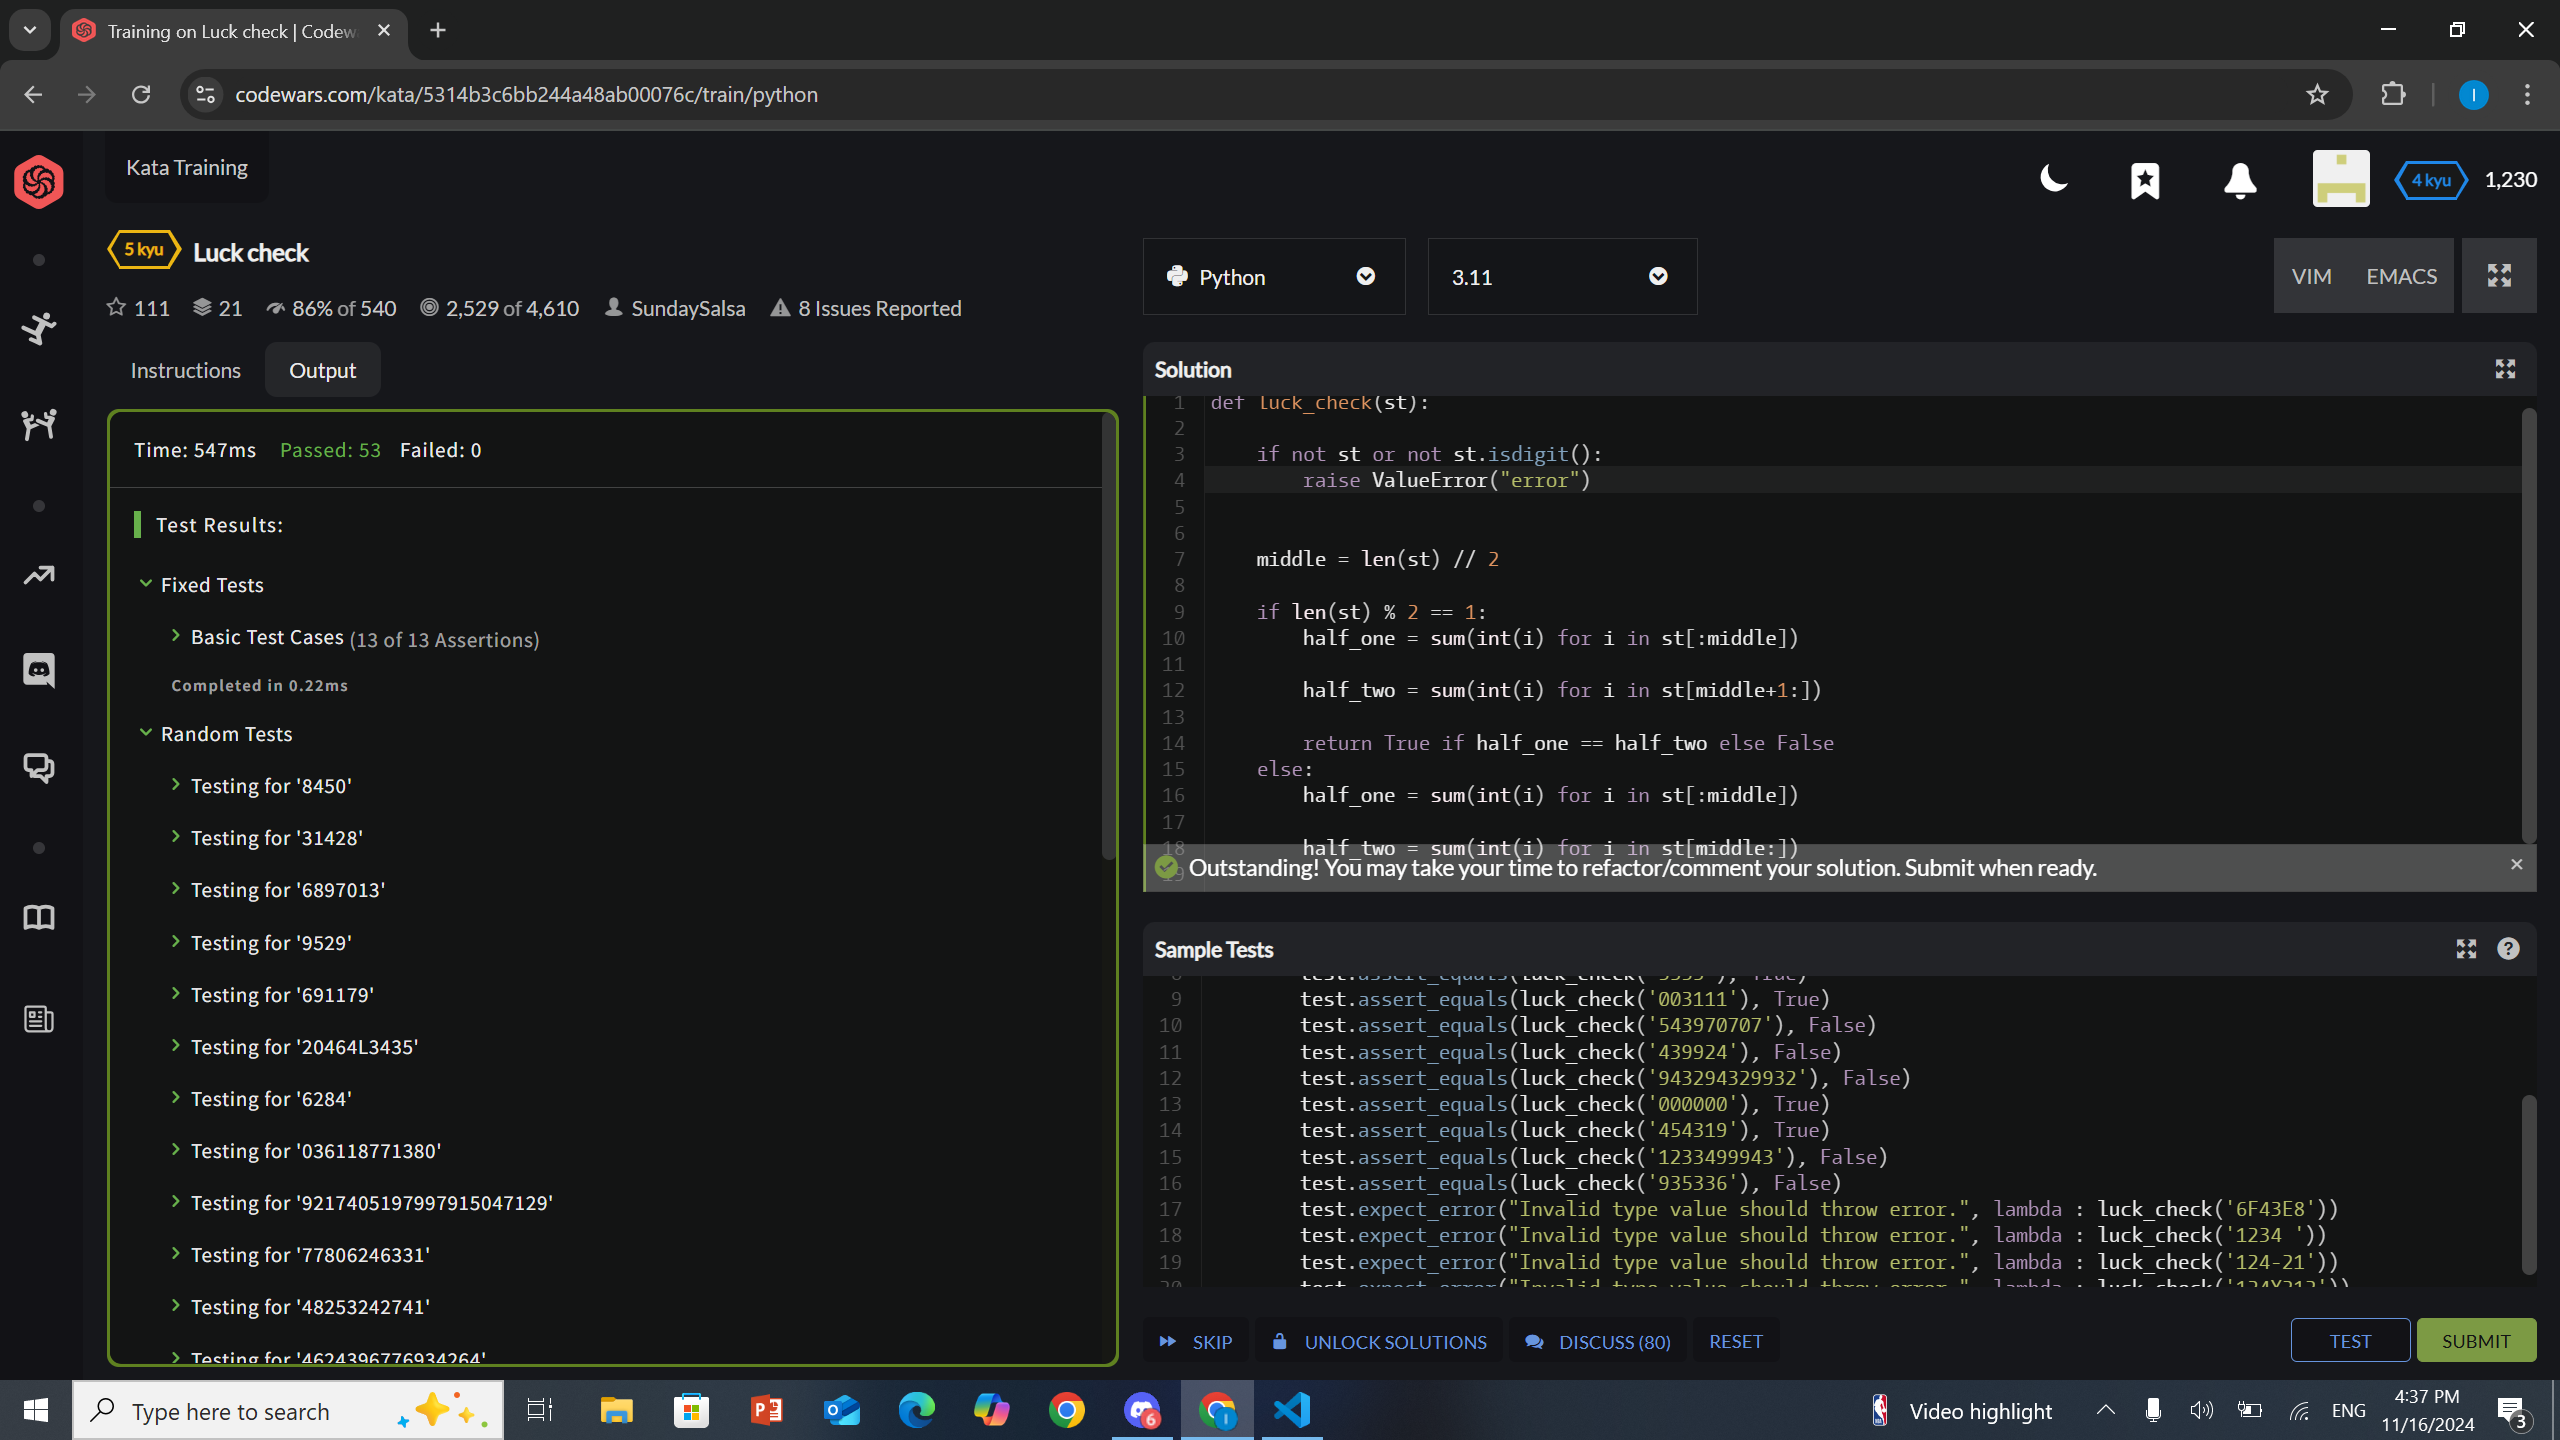 Training on Luck check | Codew
codewars.com/kata/5314b3c6bb244a48ab00076c/train/python
Kata Training
4 kyu 1,230
5 kyu Luck check
111 21 86% of 540 2,529 of 4,610 SundaySalsa 8 Issues Reported
Instructions Output
Time: 547ms Passed: 53 Failed: 0
Test Results:
Fixed Tests
Basic Test Cases (13 of 13 Assertions)
Completed in 0.22ms
Random Tests
Testing for '8450'
Testing for '31428'
Testing for '6897013'
Testing for '9529'
Testing for '691179'
Testing for '20464L3435'
Testing for '6284'
Testing for '036118771380'
Testing for '9217405197997915047129'
Testing for '77806246331'
Testing for '48253242741'
Testing for '4624396776934264'
Python 3.11 VIM EMACS
Solution
1 def luck_check(st):
2
3 if not st or not st.isdigit():
4 raise ValueError("error")
5
6
7 middle = len(st) // 2
8
9 if len(st) % 2 == 1:
10 half_one = sum(int(i) for i in st[:middle])
11
12 half_two = sum(int(i) for i in st[middle+1:])
13
14 return True if half_one == half_two else False
15 else:
16 half_one = sum(int(i) for i in st[:middle])
17
18 half_two = sum(int(i) for i in st[middle:])
19
Outstanding! You may take your time to refactor/comment your solution. Submit when ready.
Sample Tests
9 test.assert_equals(luck_check('003111'), True)
10 test.assert_equals(luck_check('543970707'), False)
11 test.assert_equals(luck_check('439924'), False)
12 test.assert_equals(luck_check('943294329932'), False)
13 test.assert_equals(luck_check('000000'), True)
14 test.assert_equals(luck_check('454319'), True)
15 test.assert_equals(luck_check('1233499943'), False)
16 test.assert_equals(luck_check('935336'), False)
17 test.expect_error("Invalid type value should throw error.", lambda : luck_check('6F43E8'))
18 test.expect_error("Invalid type value should throw error.", lambda : luck_check('1234 '))
19 test.expect_error("Invalid type value should throw error.", lambda : luck_check('124-21'))
SKIP UNLOCK SOLUTIONS DISCUSS (80) RESET TEST SUBMIT
Type here to search
6
Video highlight
ENG
4:37 PM
11/16/2024
3